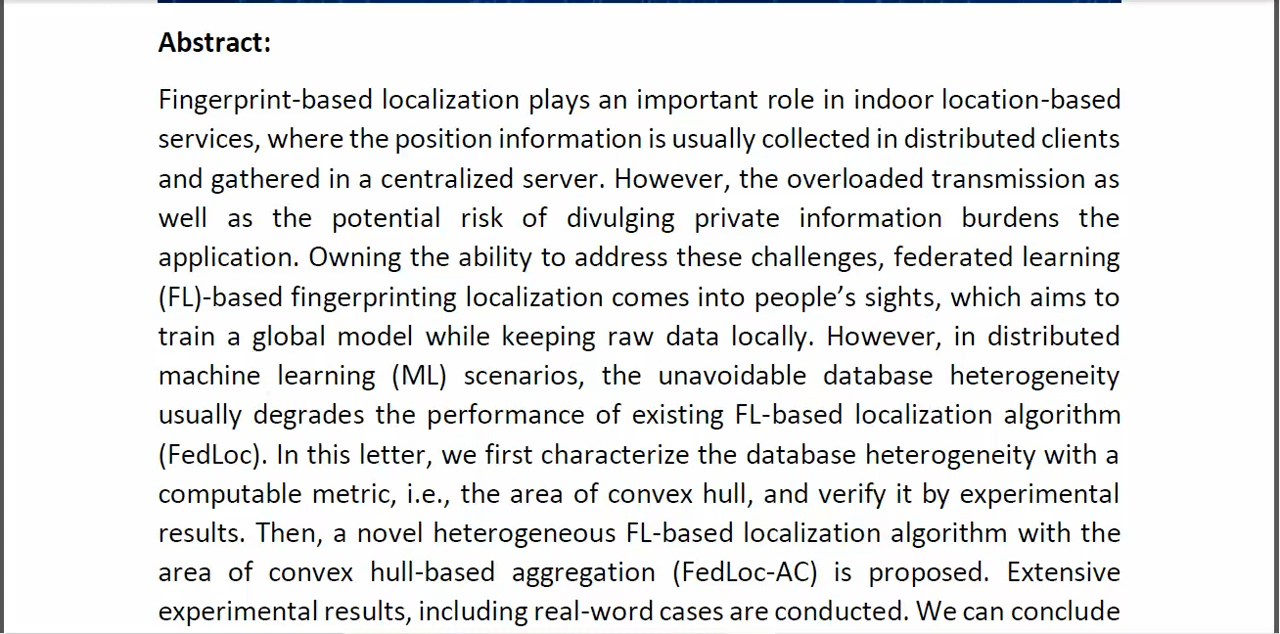 Abstract:
Fingerprint-based localization plays an important role in indoor location-based
services, where the position information is usually collected in distributed clients
and gathered in a centralized server. However, the overloaded transmission as
well as the potential risk of divulging private information burdens the
application. Owning the ability to address these challenges, federated learning
(FL)-based fingerprinting localization comes into people’s sights, which aims to
train a global model while keeping raw data locally. However, in distributed
machine learning (ML) scenarios, the unavoidable database heterogeneity
usually degrades the performance of existing FL-based localization algorithm
(FedLoc). In this letter, we first characterize the database heterogeneity with a
computable metric, i.e., the area of convex hull, and verify it by experimental
results. Then, a novel heterogeneous FL-based localization algorithm with the
area of convex hull-based aggregation (FedLoc-AC) is proposed. Extensive
experimental results, including real-word cases are conducted. We can conclude